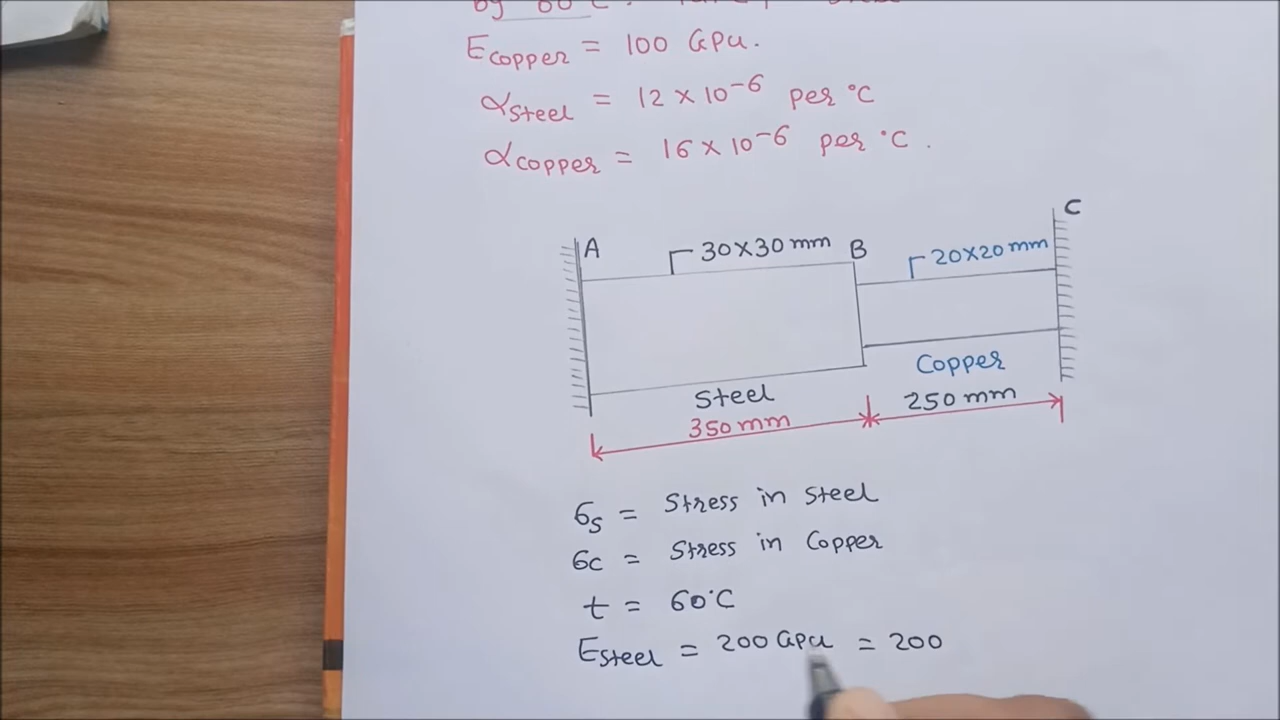 by 60°C.
Ecopper = 100 GPa.
αsteel = 12 × 10⁻⁶ per °C
αcopper = 16 × 10⁻⁶ per °C.
A 30×30 mm B 20×20 mm C
Copper
Steel
350 mm 250 mm
σs = Stress in Steel
σc = Stress in Copper
t = 60°C
Esteel = 200 GPa = 200